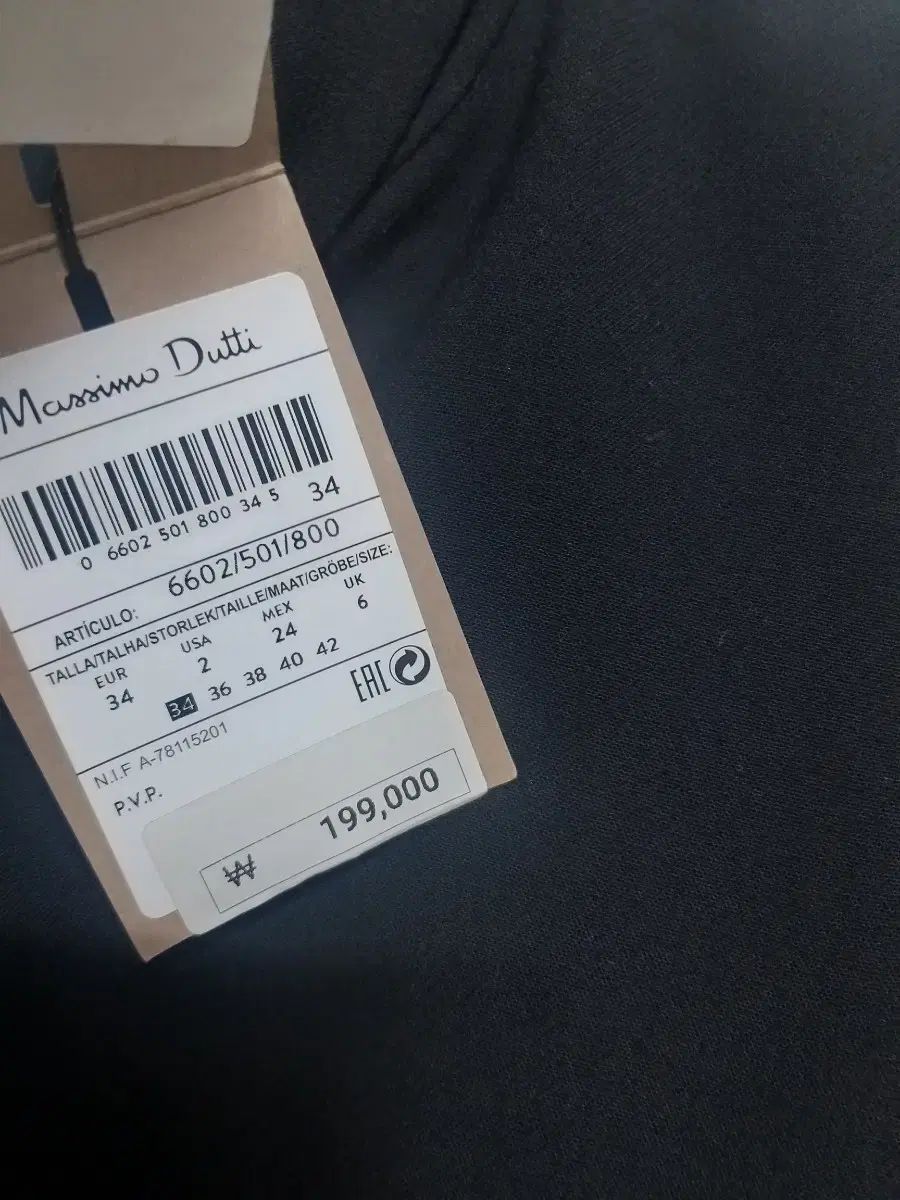 Massimo Dutti
0 6602 501 800 34 5 34
ARTÍCULO: 6602/501/800
TALLA/TALHA/STORLEK/TAILLE/MAAT/GRÖBE/SIZE:
EUR USA MEX UK
34 2 24 6
34 36 38 40 42
EAC
N.I.F A-78115201
P.V.P.
₩ 199,000